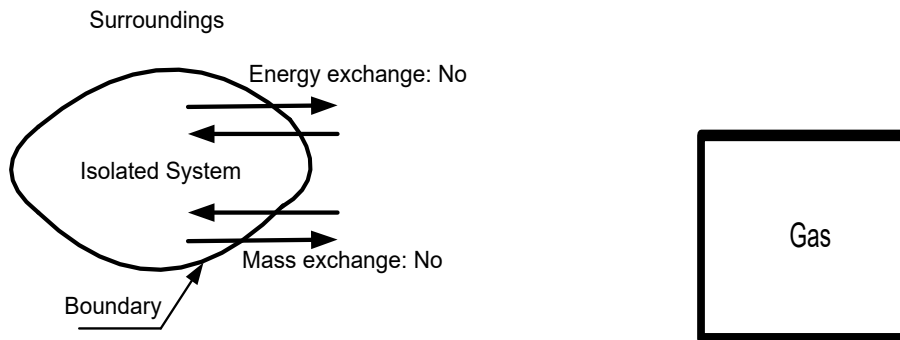 Surroundings
Energy exchange: No
Isolated System
Mass exchange: No
Boundary
Gas